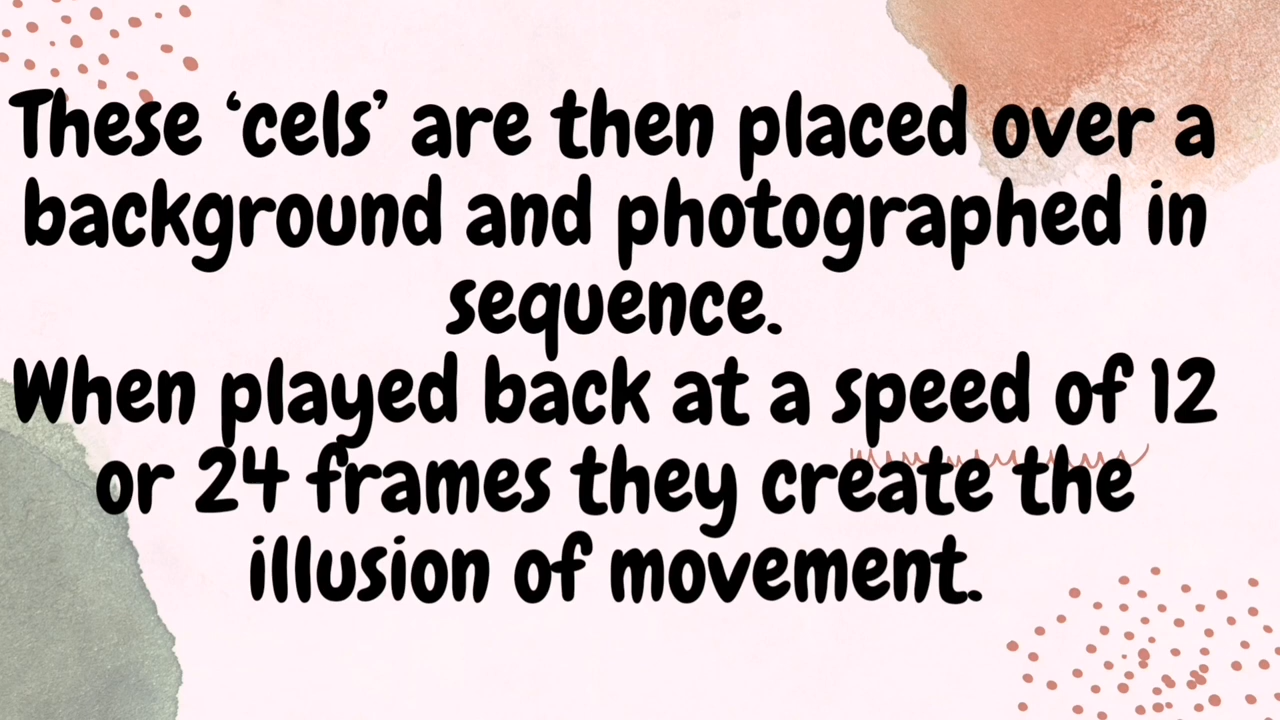 These ‘cels’ are then placed over a
background and photographed in
sequence.
When played back at a speed of 12
or 24 frames they create the
illusion of movement.